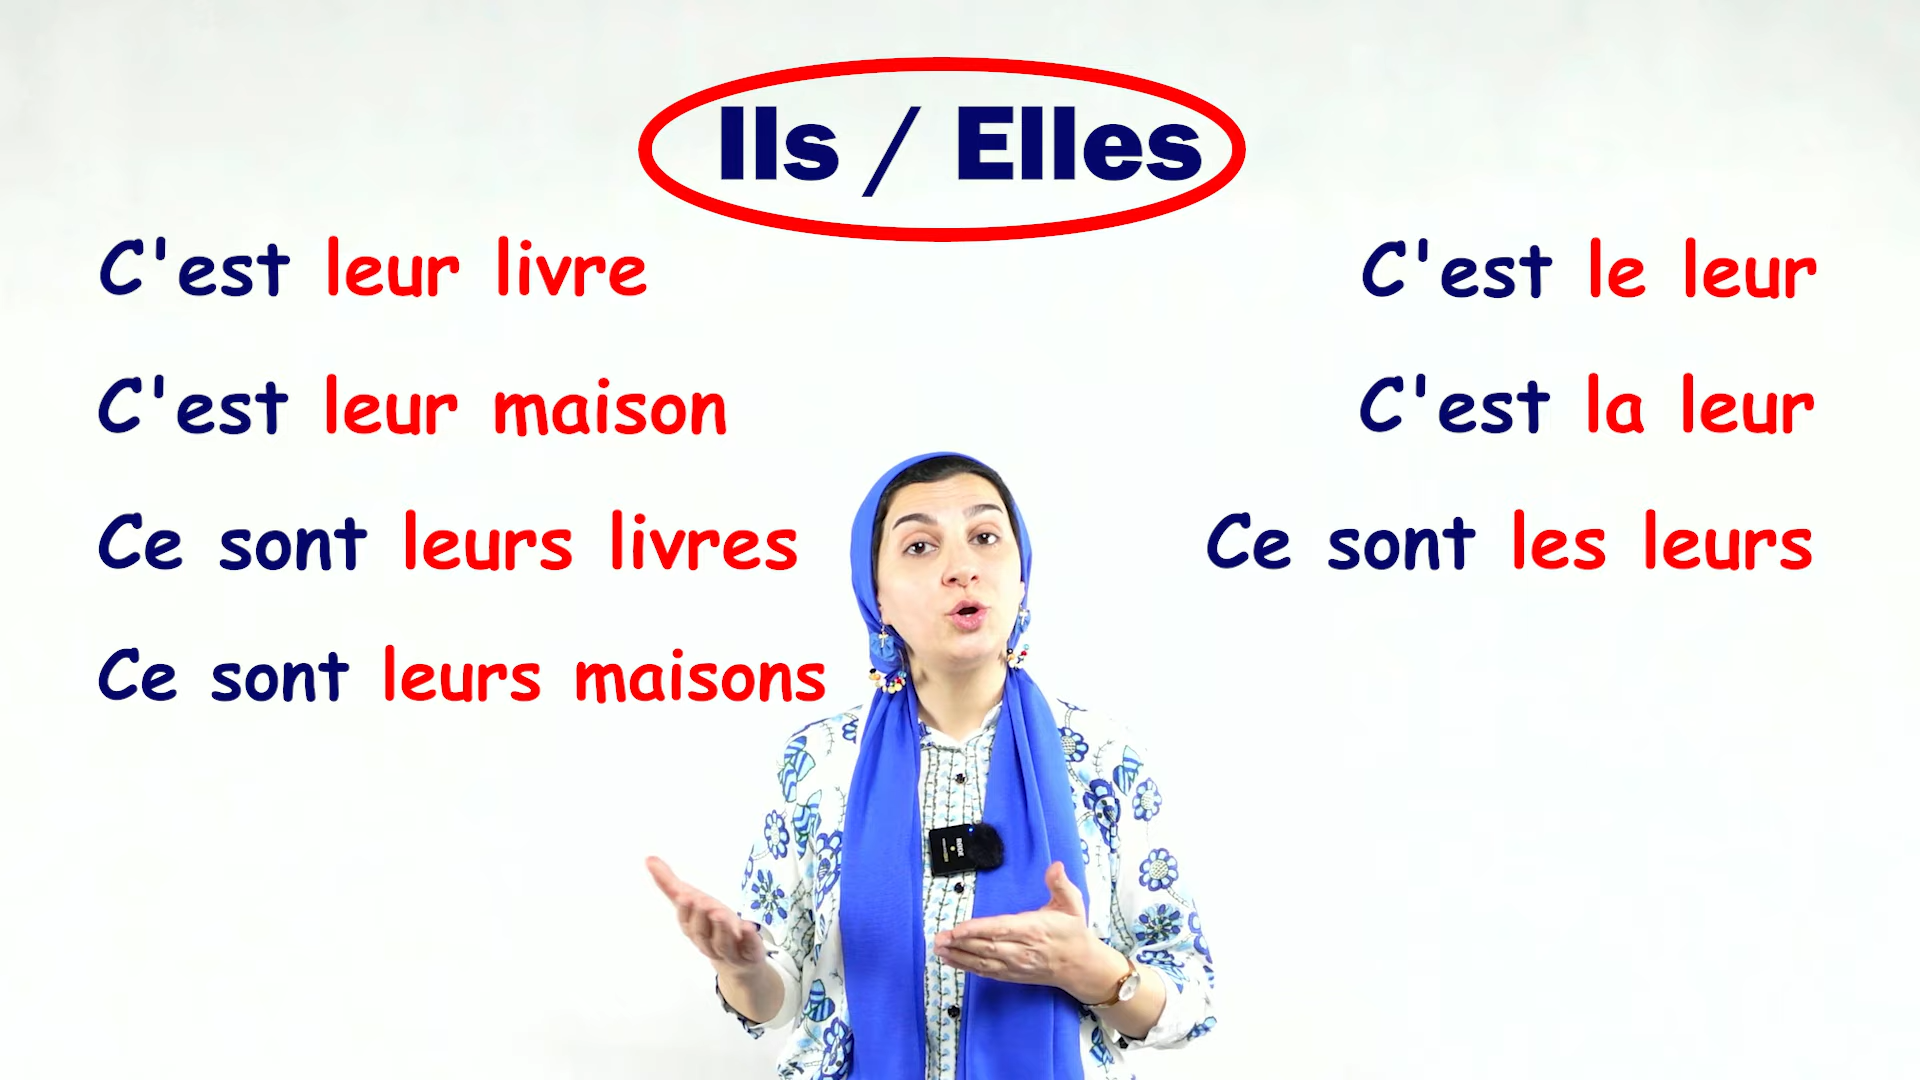 Ils / Elles
C'est leur livre
C'est leur maison
Ce sont leurs livres
Ce sont leurs maisons
C'est le leur
C'est la leur
Ce sont les leurs
RØDE